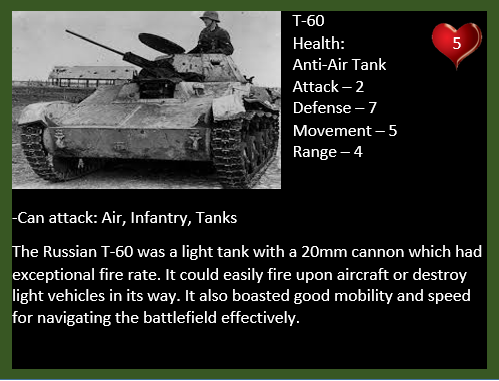 T-60
Health:
5
Anti-Air Tank
Attack – 2
Defense – 7
Movement – 5
Range – 4
-Can attack: Air, Infantry, Tanks
The Russian T-60 was a light tank with a 20mm cannon which had
exceptional fire rate. It could easily fire upon aircraft or destroy
light vehicles in its way. It also boasted good mobility and speed
for navigating the battlefield effectively.